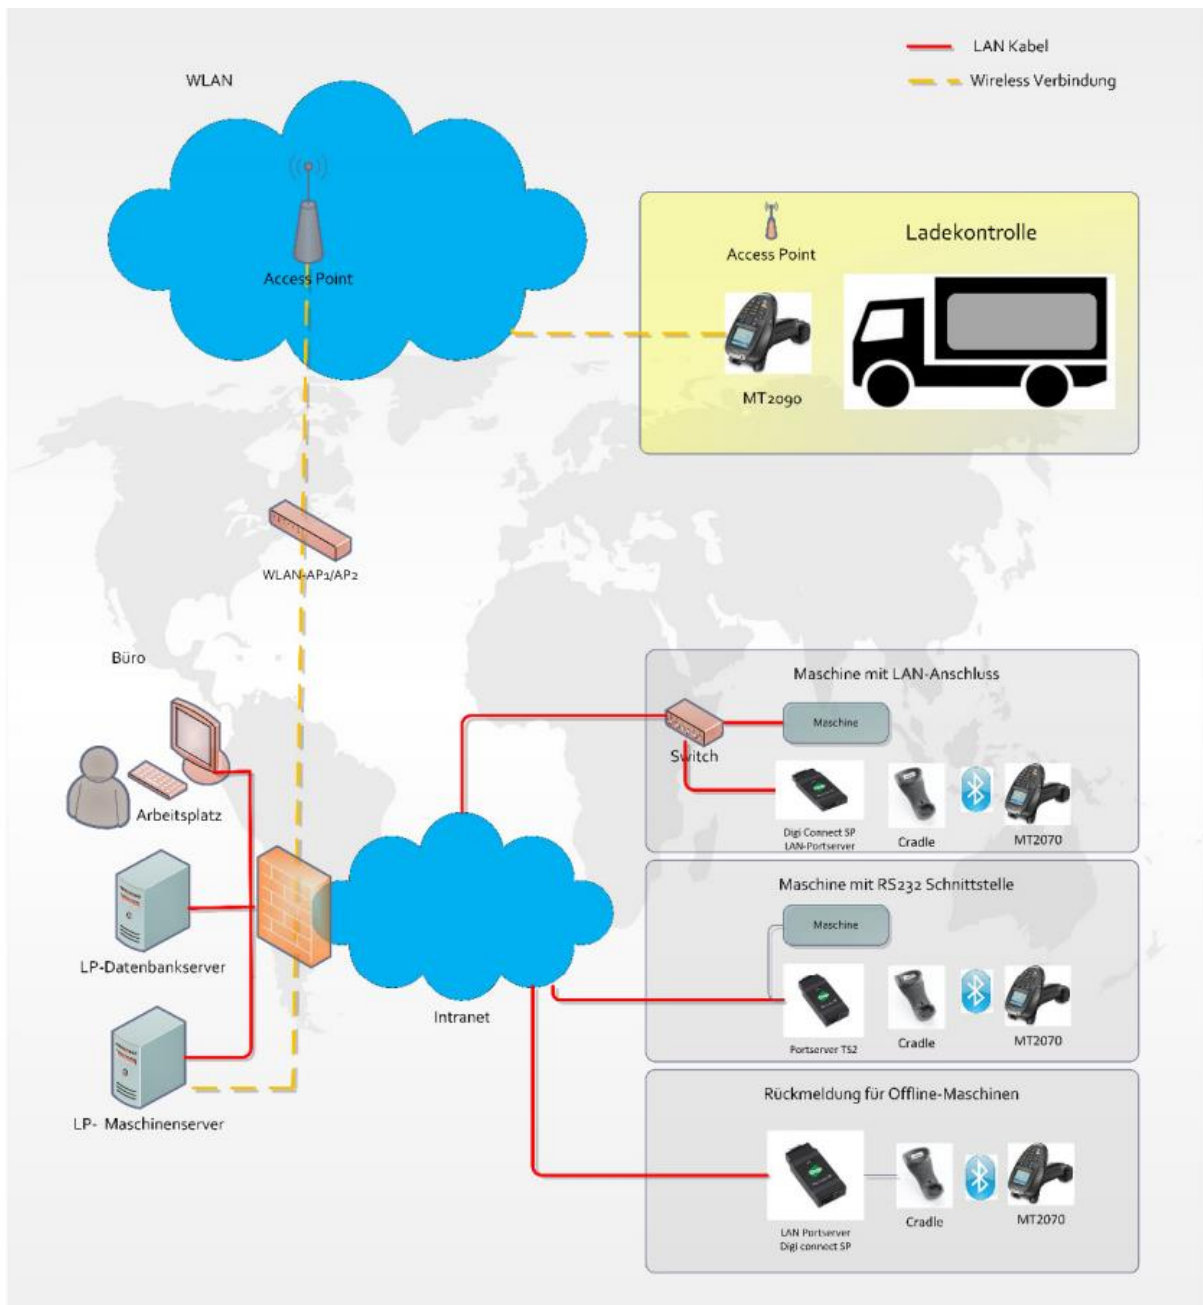 LAN Kabel
Wireless Verbindung
WLAN
Access Point
Access Point
Ladekontrolle
MT2090
WLAN-AP1/AP2
Büro
Arbeitsplatz
LP-Datenbankserver
LP- Maschinenserver
Intranet
Maschine mit LAN-Anschluss
Switch
Maschine
Digi Connect SP
LAN-Portserver
Cradle
MT2070
Maschine mit RS232 Schnittstelle
Maschine
Portserver TS2
Cradle
MT2070
Rückmeldung für Offline-Maschinen
LAN Portserver
Digi connect SP
Cradle
MT2070